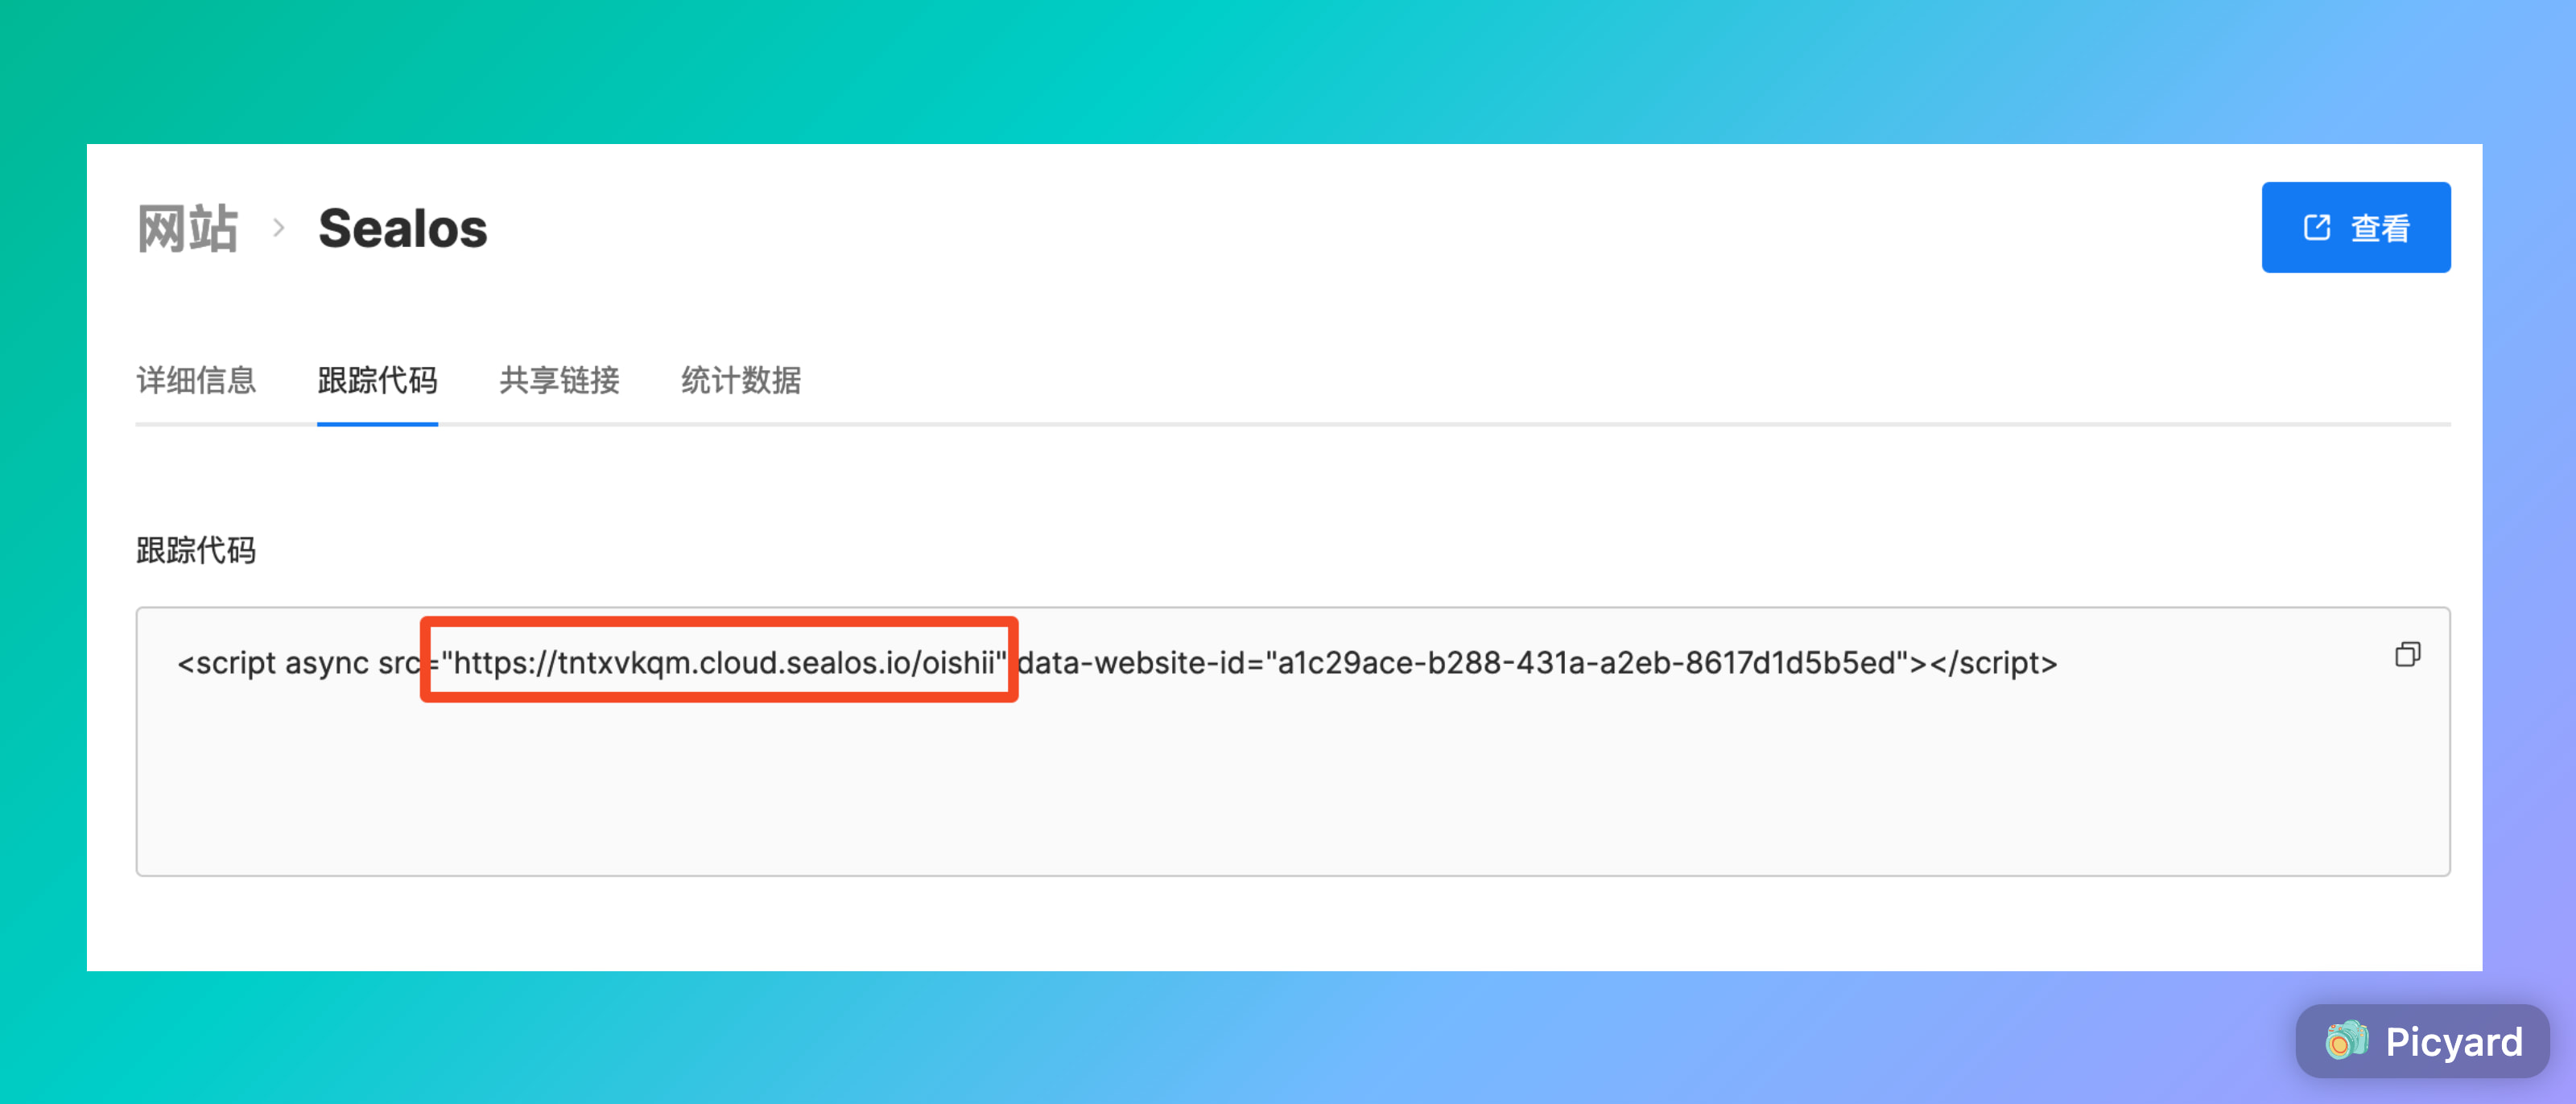 网站 > Sealos
查看
详细信息 跟踪代码 共享链接 统计数据
跟踪代码
<script async src="https://tntxvkqm.cloud.sealos.io/oishii" data-website-id="a1c29ace-b288-431a-a2eb-8617d1d5b5ed"></script>
Picyard